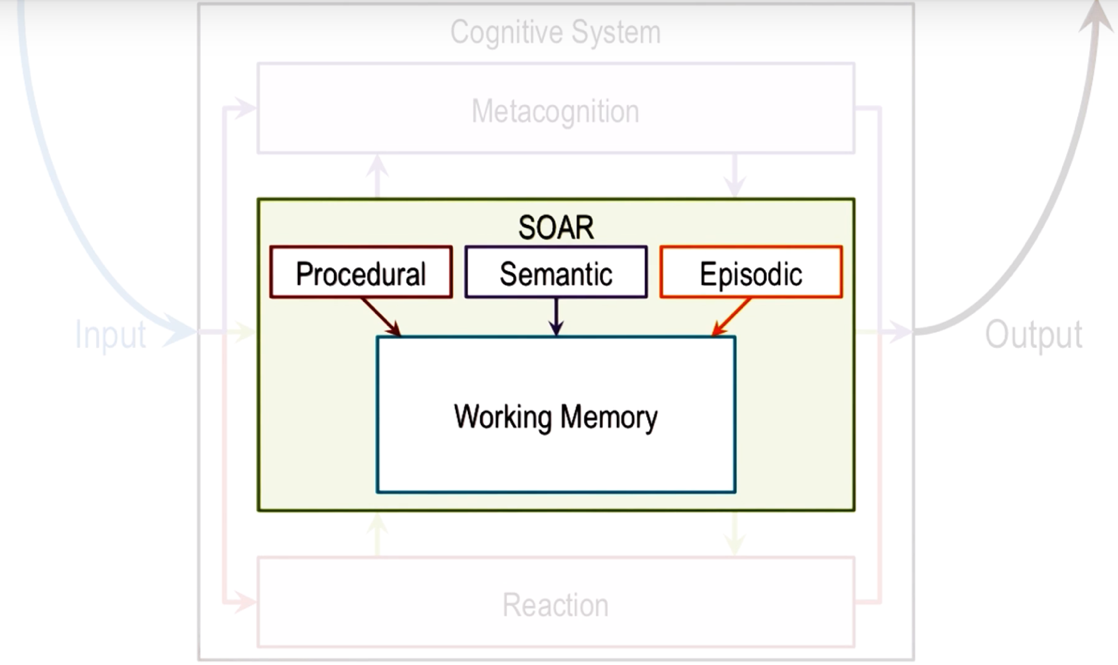 Cognitive System
Metacognition
SOAR
Procedural
Semantic
Episodic
Input
Working Memory
Output
Reaction